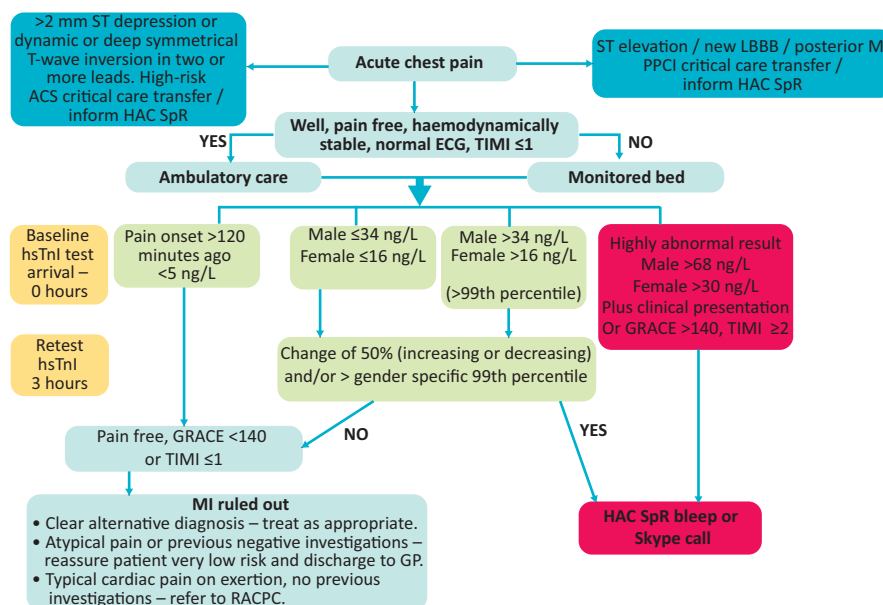 >2 mm ST depression or
dynamic or deep symmetrical
T-wave inversion in two or
more leads. High-risk
ACS critical care transfer /
inform HAC SpR
Acute chest pain
ST elevation / new LBBB / posterior M
PPCI critical care transfer /
inform HAC SpR
Well, pain free, haemodynamically
stable, normal ECG, TIMI ≤1
YES
NO
Ambulatory care
Monitored bed
Baseline
hsTnI test
arrival –
0 hours
Pain onset >120
minutes ago
<5 ng/L
Male ≤34 ng/L
Female ≤16 ng/L
Male >34 ng/L
Female >16 ng/L
(>99th percentile)
Highly abnormal result
Male >68 ng/L
Female >30 ng/L
Plus clinical presentation
Or GRACE >140, TIMI ≥2
Retest
hsTnI
3 hours
Change of 50% (increasing or decreasing)
and/or > gender specific 99th percentile
NO
YES
Pain free, GRACE <140
or TIMI ≤1
MI ruled out
• Clear alternative diagnosis – treat as appropriate.
• Atypical pain or previous negative investigations –
reassure patient very low risk and discharge to GP.
• Typical cardiac pain on exertion, no previous
investigations – refer to RACPC.
HAC SpR bleep or
Skype call